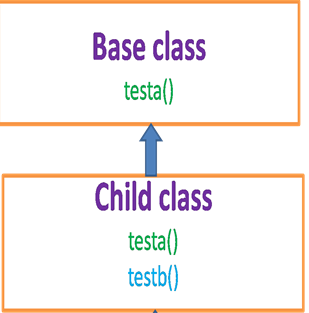 Base class
testa()
Child class
testa()
testb()